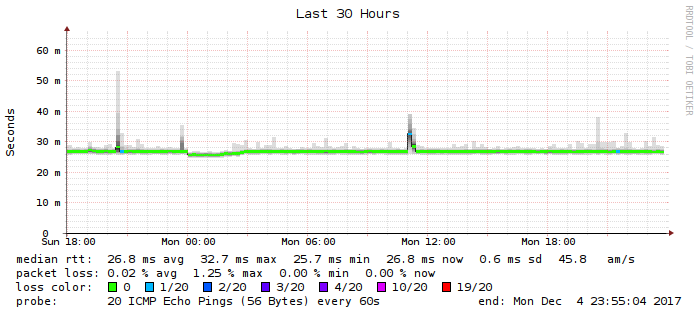 Last 30 Hours
RRDTOOL / TOBI OETIKER
Seconds
60 m
50 m
40 m
30 m
20 m
10 m
0
Sun 18:00 Mon 00:00 Mon 06:00 Mon 12:00 Mon 18:00
median rtt: 26.8 ms avg 32.7 ms max 25.7 ms min 26.8 ms now 0.6 ms sd 45.8 am/s
packet loss: 0.02 % avg 1.25 % max 0.00 % min 0.00 % now
loss color: 0 1/20 2/20 3/20 4/20 10/20 19/20
probe: 20 ICMP Echo Pings (56 Bytes) every 60s end: Mon Dec 4 23:55:04 2017